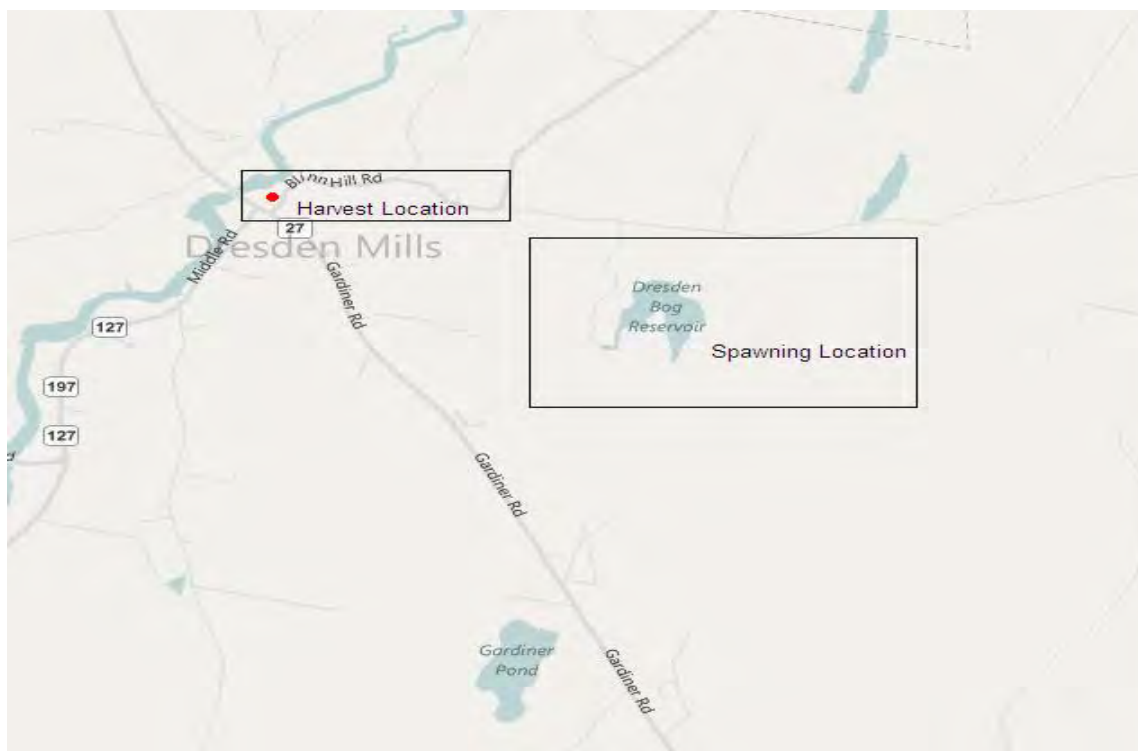 Blinn Hill Rd
Harvest Location
27
Dresden Mills
Middle Rd
Gardiner Rd
Dresden
Bog
Reservoir
127
Spawning Location
197
127
d
Gardiner Rd
Gardiner
Pond
Gardiner Rd